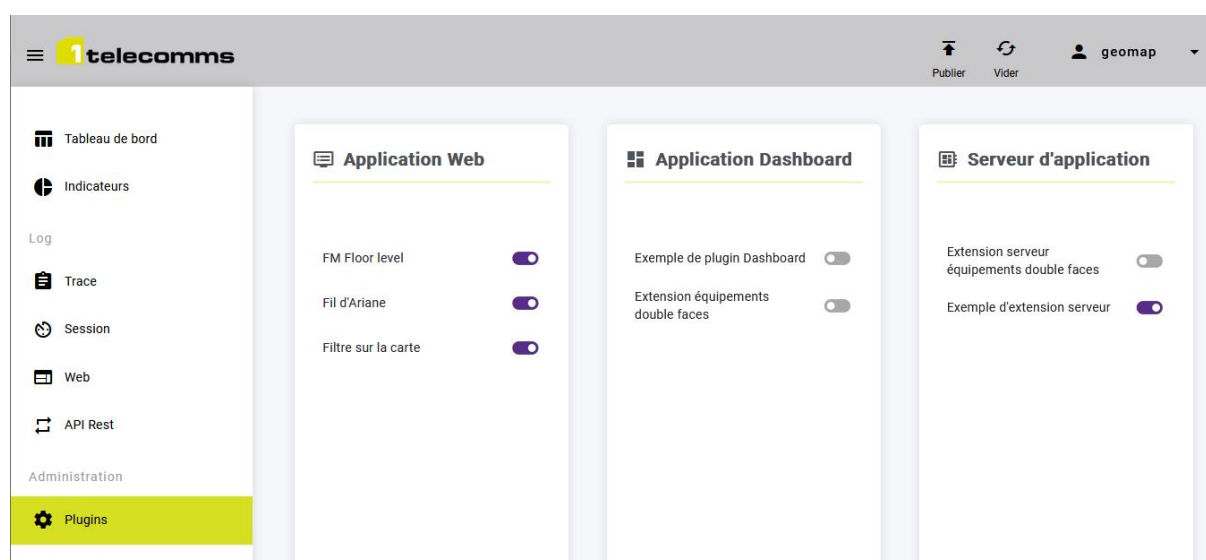 1telecomms
Publier
Vider
geomap
Tableau de bord
Indicateurs
Log
Trace
Session
Web
API Rest
Administration
Plugins
Application Web
FM Floor level
Fil d'Ariane
Filtre sur la carte
Application Dashboard
Exemple de plugin Dashboard
Extension équipements
double faces
Serveur d'application
Extension serveur
équipements double faces
Exemple d'extension serveur